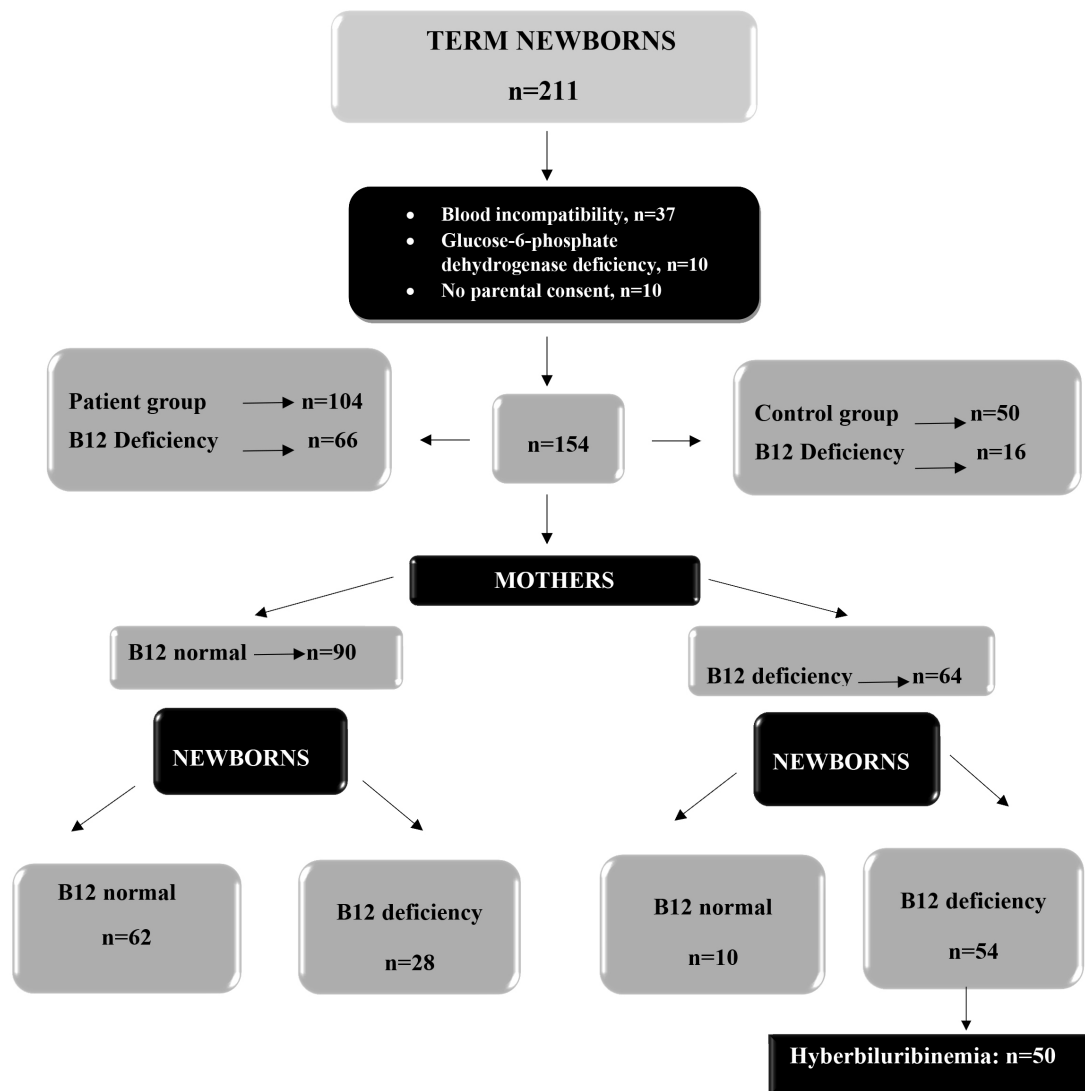 TERM NEWBORNS
n=211
• Blood incompatibility, n=37
• Glucose-6-phosphate
dehydrogenase deficiency, n=10
• No parental consent, n=10
Patient group n=104
B12 Deficiency n=66
n=154
Control group n=50
B12 Deficiency n=16
MOTHERS
B12 normal n=90
B12 deficiency n=64
NEWBORNS
NEWBORNS
B12 normal
n=62
B12 deficiency
n=28
B12 normal
n=10
B12 deficiency
n=54
Hyberbiluribinemia: n=50